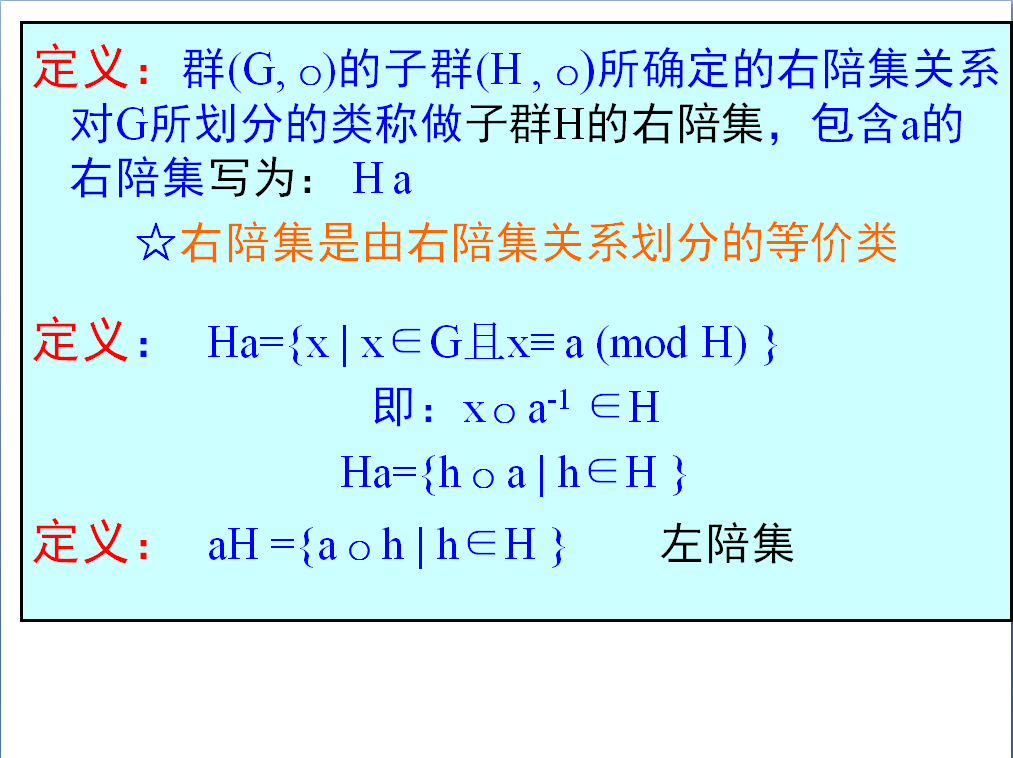 定义：群(G, ○)的子群(H , ○)所确定的右陪集关系
对G所划分的类称做子群H的右陪集，包含a的
右陪集写为： H a
☆右陪集是由右陪集关系划分的等价类
定义： Ha={x | x∈G且x≡ a (mod H) }
即：x ○ a⁻¹ ∈H
Ha={h ○ a | h∈H }
定义： aH ={a ○ h | h∈H } 左陪集